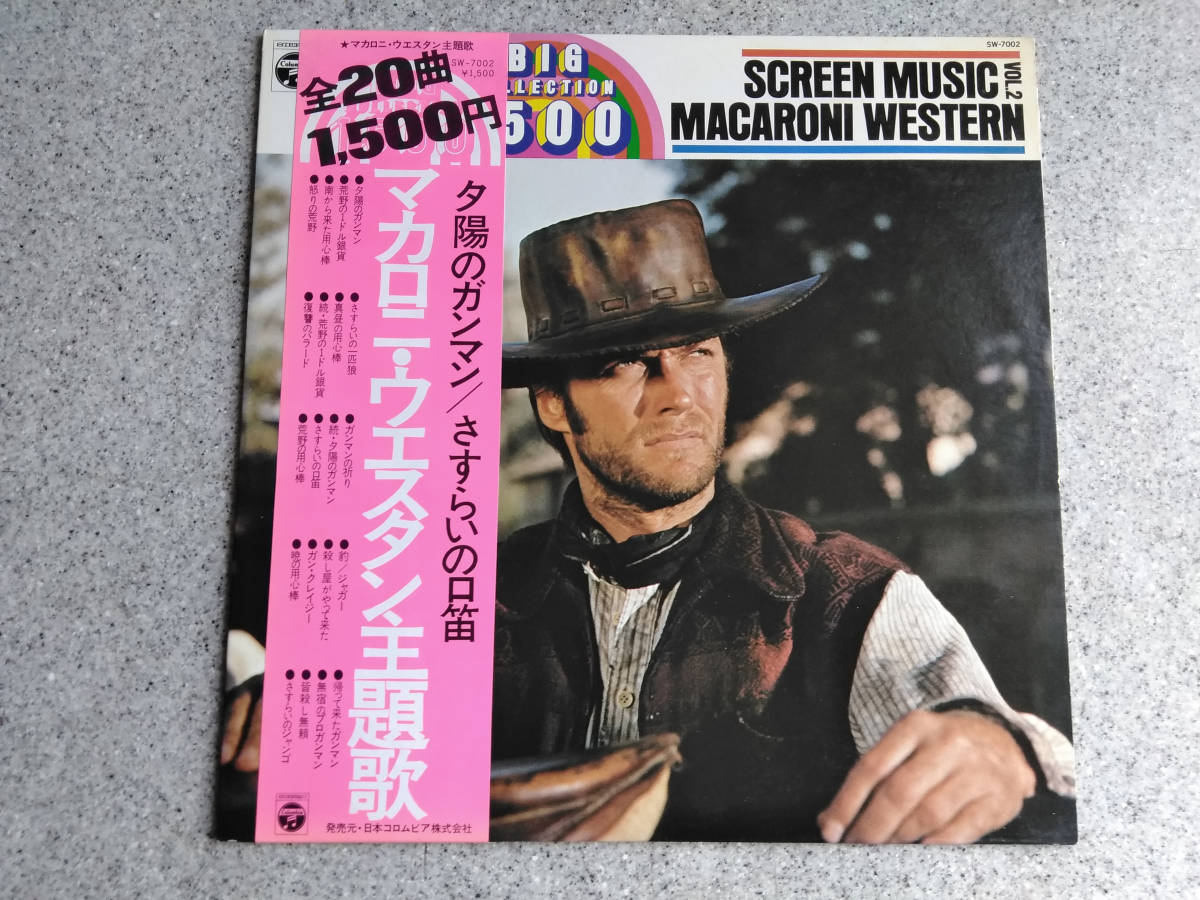 ★マカロニ・ウエスタン主題歌
SW-7002
¥1,500
全20曲
1,500円
マカロニ・ウエスタン主題歌
夕陽のガンマン/さすらいの口笛
●夕陽のガンマン
●荒野の1ドル銀貨
●南から来た用心棒
●怒りの荒野
●さすらいの一匹狼
●真昼の用心棒
●続・荒野の1ドル銀貨
●復讐のバラード
●ガンマンの祈り
●続・夕陽のガンマン
●さすらいの口笛
●荒野の用心棒
●豹/ジャガー
●殺し屋がやって来た
●ガン・クレイジー
●暁の用心棒
●帰って来たガンマン
●無宿のプロガンマン
●皆殺し無頼
●さすらいのジャンゴ
Columbia
発売元・日本コロムビア株式会社
Columbia
BIG
LLECTION
500
SW-7002
SCREEN MUSIC
MACARONI WESTERN
VOL.2